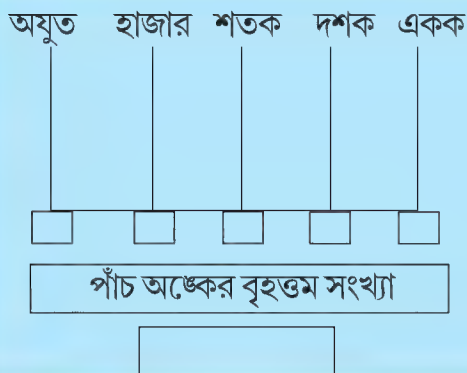 অযুত হাজার শতক দশক একক
পাঁচ অঙ্কের বৃহত্তম সংখ্যা